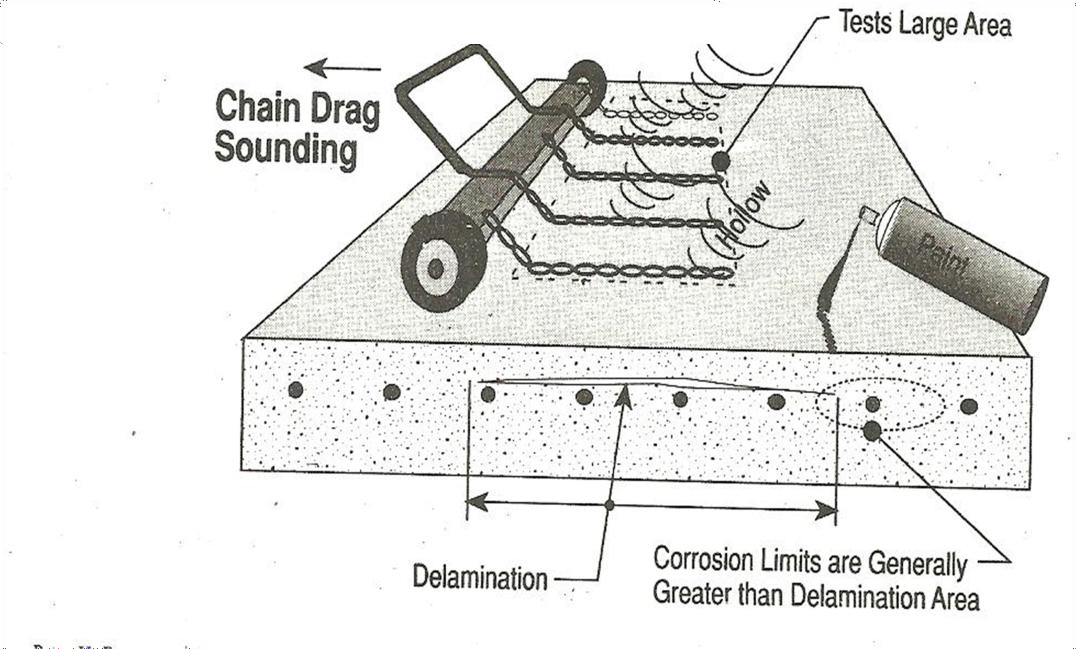 Tests Large Area
Chain Drag
Sounding
Hollow
Paint
Delamination
Corrosion Limits are Generally
Greater than Delamination Area